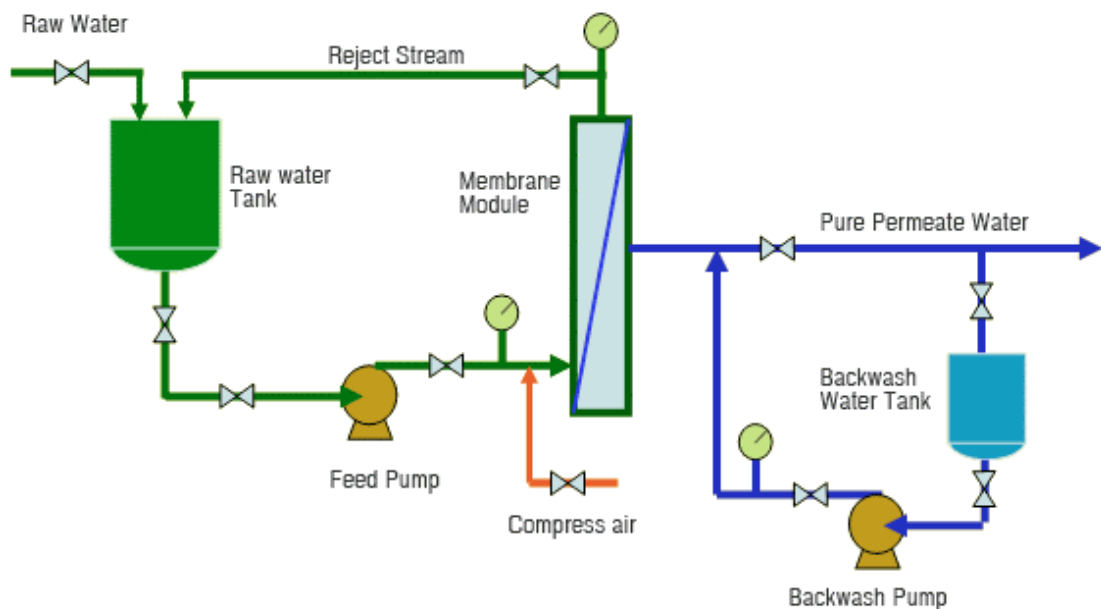 Raw Water
Reject Stream
Raw water
Tank
Membrane
Module
Pure Permeate Water
Backwash
Water Tank
Feed Pump
Compress air
Backwash Pump